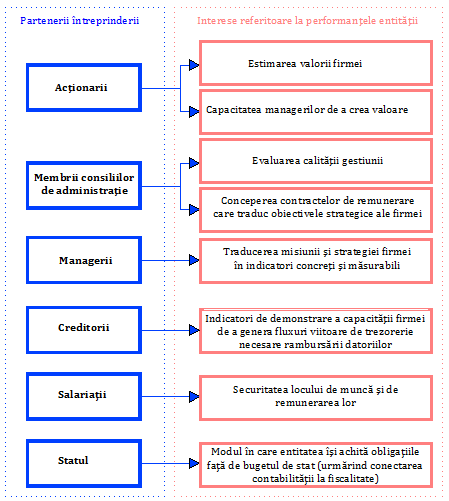 Partenerii întreprinderii
Interese referitoare la performanțele entității
Acționarii
Estimarea valorii firmei
Capacitatea managerilor de a crea valoare
Membrii consiliilor
de administrație
Evaluarea calității gestiunii
Conceperea contractelor de remunerare
care traduc obiectivele strategice ale firmei
Managerii
Traducerea misiunii și strategiei firmei
în indicatori concreți și măsurabili
Creditorii
Indicatori de demonstrare a capacității firmei
de a genera fluxuri viitoare de trezorerie
necesare rambursării datoriilor
Salariații
Securitatea locului de muncă și de
remunerarea lor
Statul
Modul în care entitatea își achită obligațiile
față de bugetul de stat (urmărind conectarea
contabilității la fiscalitate)